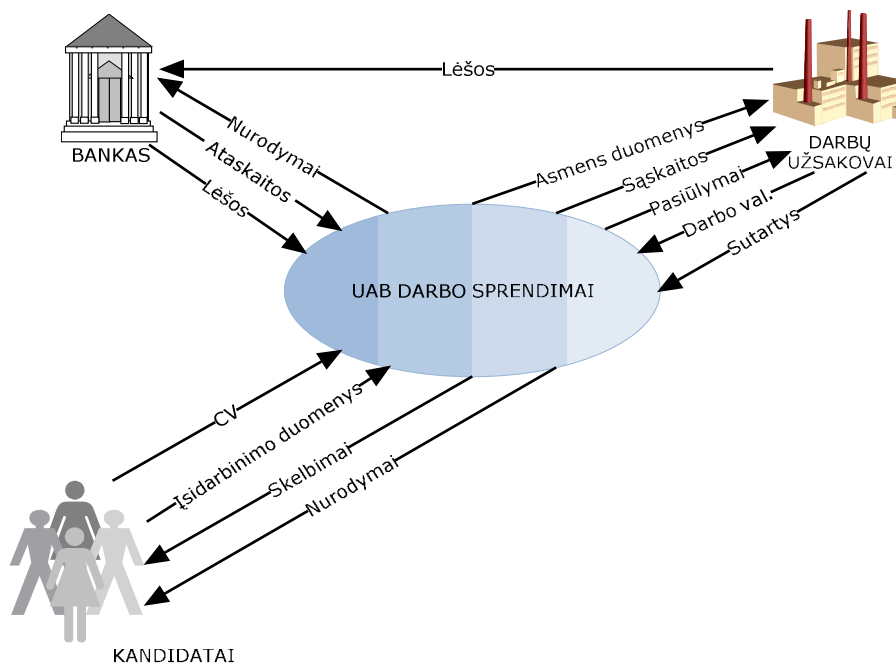 Lėšos
BANKAS
Nurodymai
Ataskaitos
Lėšos
DARBŲ
UŽSAKOVAI
Asmens duomenys
Sąskaitos
Pasiūlymai
Darbo val.
Sutartys
UAB DARBO SPRENDIMAI
CV
Įsidarbinimo duomenys
Skelbimai
Nurodymai
KANDIDATAI